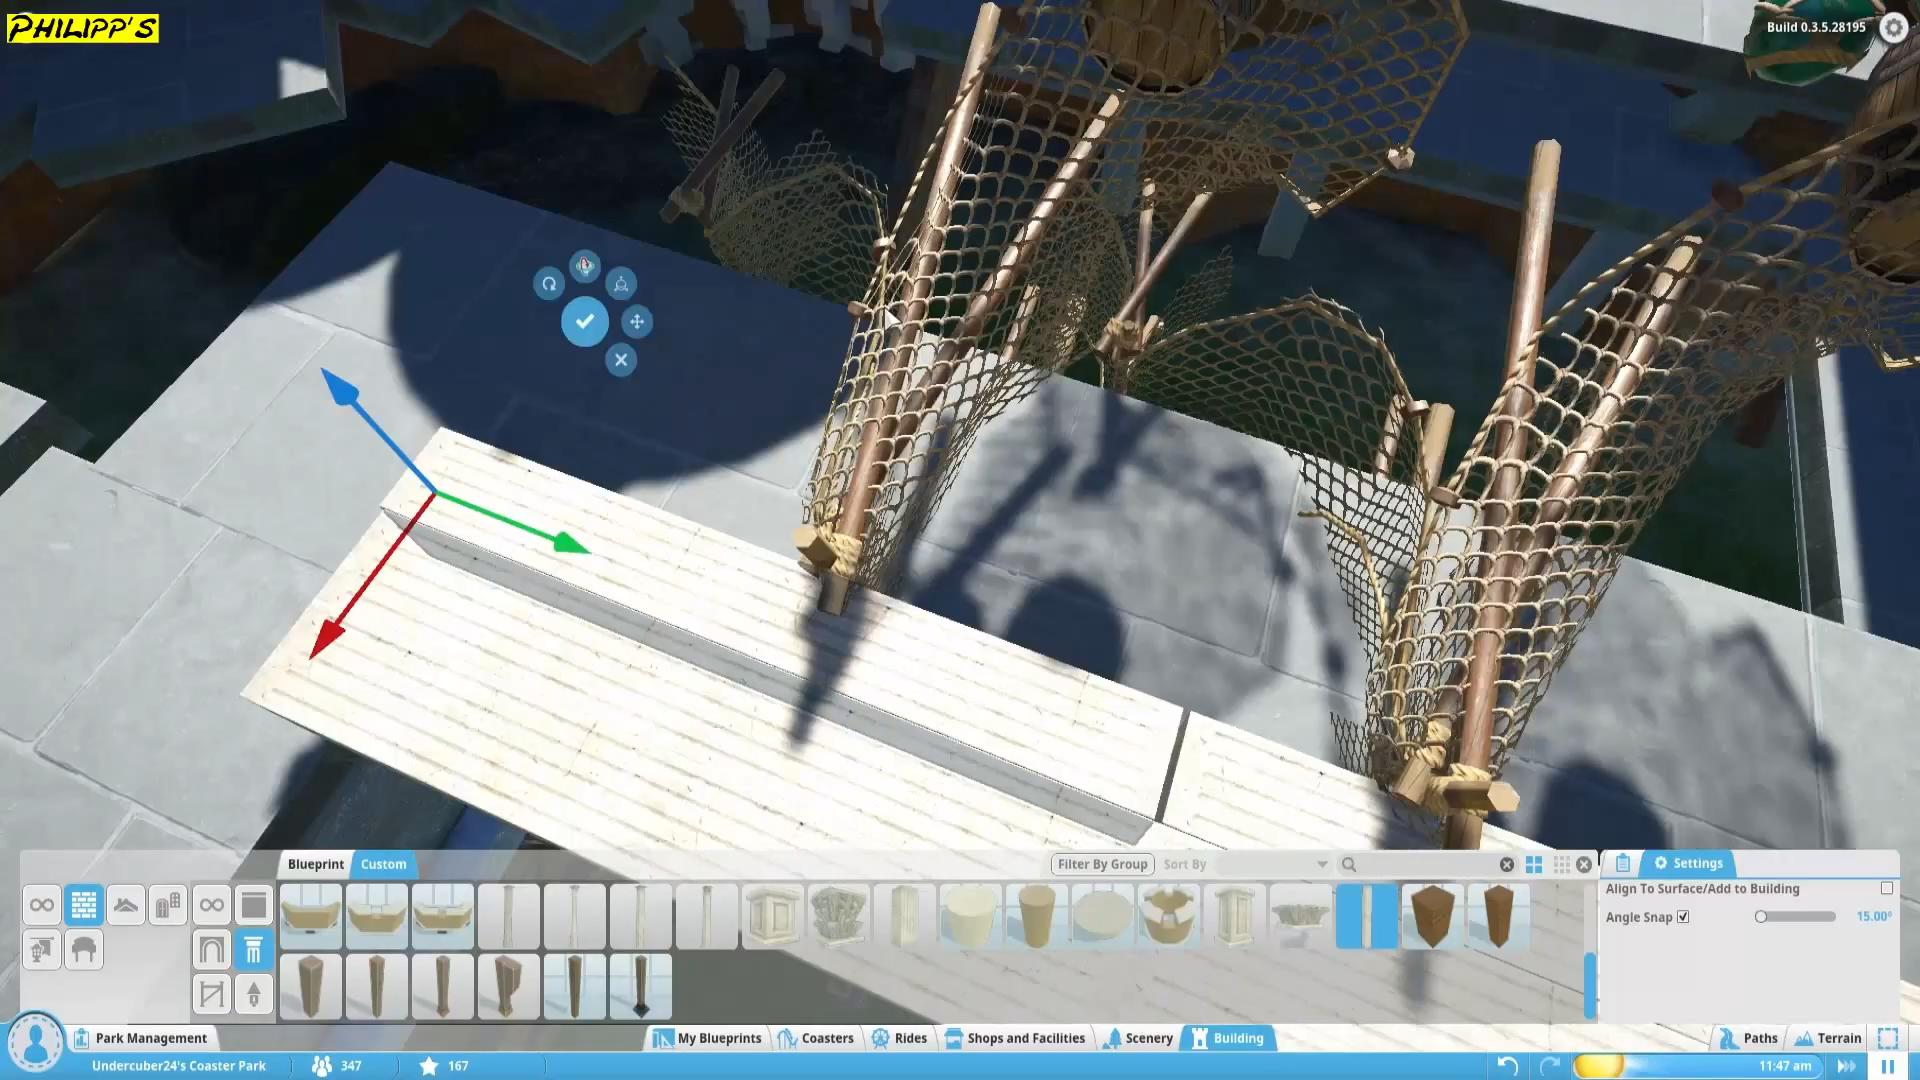 PHILIPP'S
Build 0.3.5.28195
Blueprint
Custom
Filter By Group
Sort By
Settings
Align To Surface/Add to Building
Angle Snap
15.00°
Park Management
My Blueprints
Coasters
Rides
Shops and Facilities
Scenery
Building
Paths
Terrain
Undercuber24's Coaster Park
347
167
11:47 am